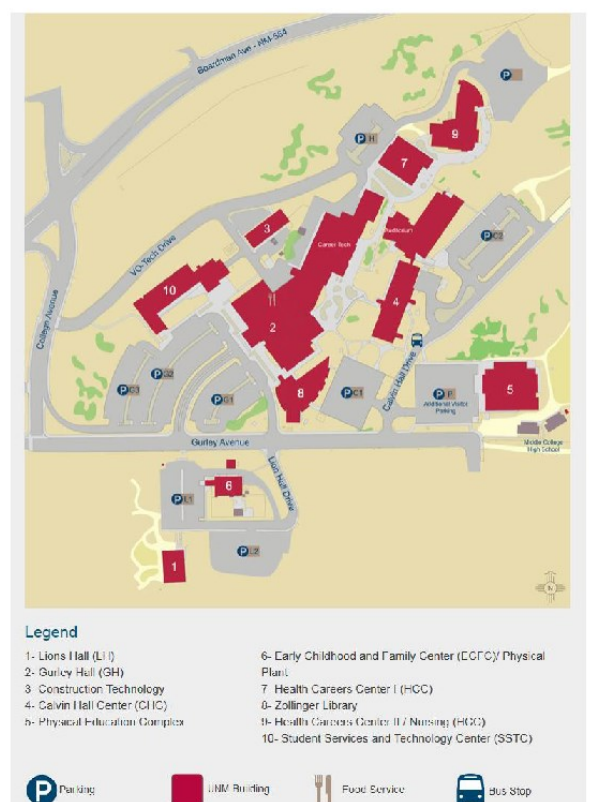 Boardman Ave - NM-564
P
P H
9
7
3
Career Tech
Auditorium
P C2
VO-Tech Drive
10
College Avenue
2
4
P G2
P G3
P G1
8
P C1
Calvin Hall Drive
P P
Additional Visitor
Parking
5
Gurley Avenue
Middle College
High School
Lion Hall Drive
6
P L1
P L2
1
N
Legend
1- Lions Hall (LH)
2- Gurley Hall (GH)
3 Construction Technology
4- Calvin Hall Center (CHC)
5- Physical Education Complex
6- Early Childhood and Family Center (ECFC)/ Physical
Plant
7 Health Careers Center I (HCC)
8- Zollinger Library
9- Health Careers Center II / Nursing (HCC)
10- Student Services and Technology Center (SSTC)
P Parking
UNM Building
Food Service
Bus Stop